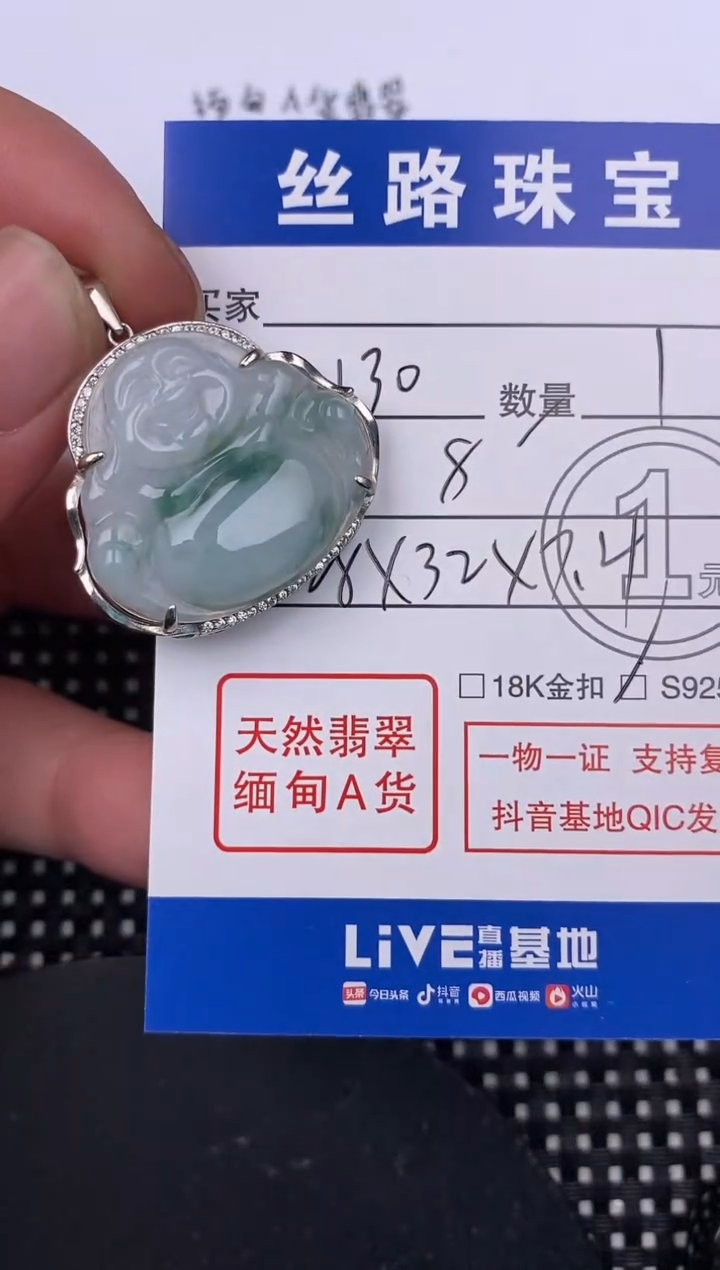 丝路珠宝
买家
130 数量 1
8
8X32X7.4
1元
□18K金扣 □ S925
天然翡翠
缅甸A货
一物一证 支持复
抖音基地QIC发
LiVE直播基地
头条 今日头条 抖音 西瓜视频 火山